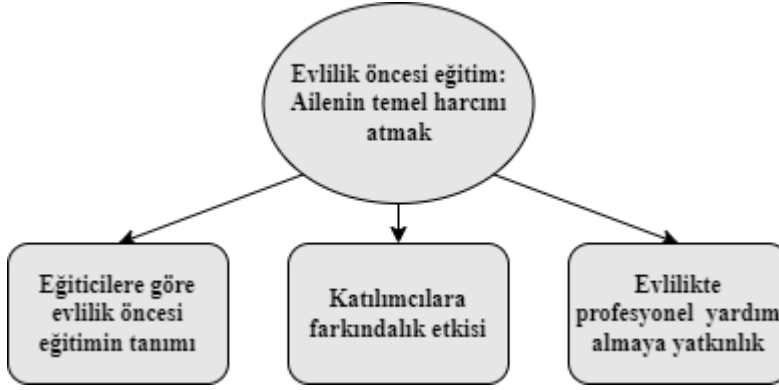 Evlilik öncesi eğitim:
Ailenin temel harcını
atmak
Eğiticilere göre
evlilik öncesi
eğitimin tanımı
Katılımcılara
farkındalık etkisi
Evlilikte
profesyonel yardım
almaya yatkınlık